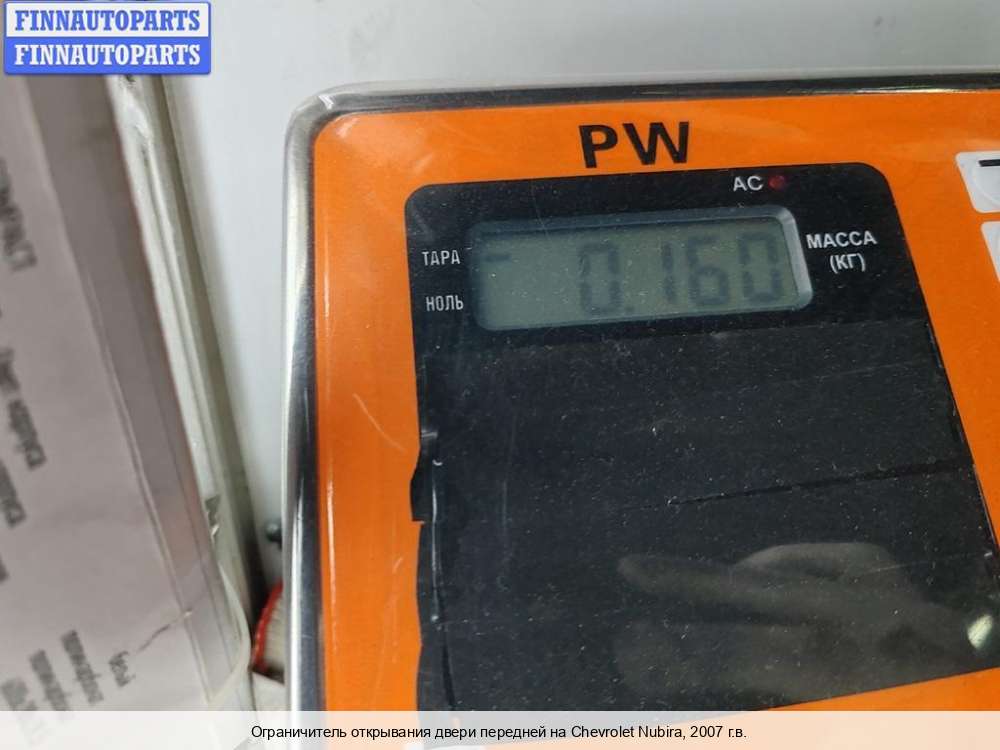 FINNAUTOPARTS
FINNAUTOPARTS
PW
AC
ТАРА
НОЛЬ
0.160
МАССА
(КГ)
Ограничитель открывания двери передней на Chevrolet Nubira, 2007 г.в.